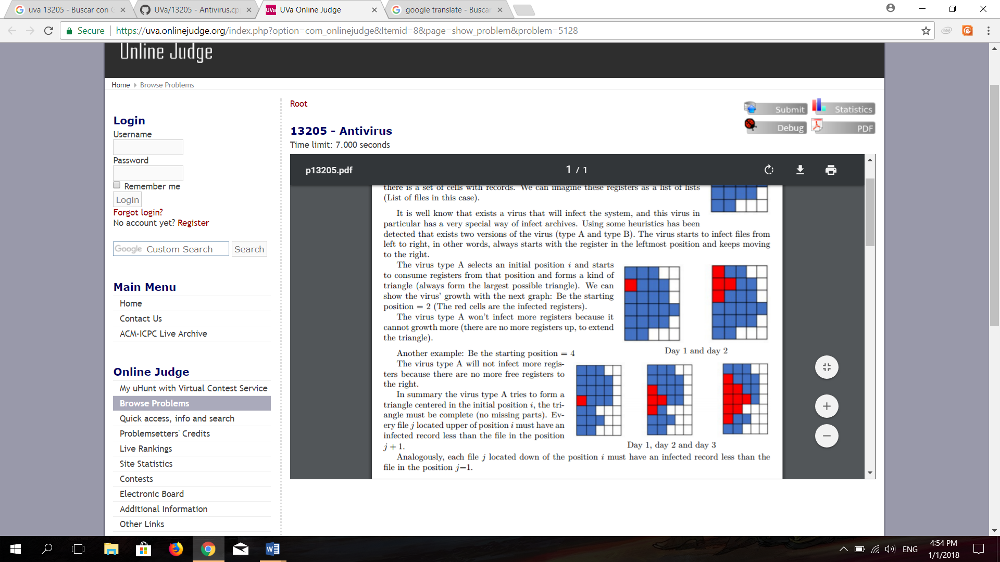 uva 13205 - Buscar con G
UVa/13205 - Antivirus.cp
UVa UVa Online Judge
google translate - Buscar
Secure https://uva.onlinejudge.org/index.php?option=com_onlinejudge&Itemid=8&page=show_problem&problem=5128
Online Judge
Home Browse Problems
Login
Username
Password
Remember me
Login
Forgot login?
No account yet? Register
Google Custom Search Search
Main Menu
Home
Contact Us
ACM-ICPC Live Archive
Online Judge
My uHunt with Virtual Contest Service
Browse Problems
Quick access, info and search
Problemsetters' Credits
Live Rankings
Site Statistics
Contests
Electronic Board
Additional Information
Other Links
Root
Submit Statistics
Debug PDF
13205 - Antivirus
Time limit: 7.000 seconds
p13205.pdf 1 / 1
there is a set of cells with records. We can imagine these registers as a list of lists
(List of files in this case).
It is well know that exists a virus that will infect the system, and this virus in
particular has a very special way of infect archives. Using some heuristics has been
detected that exists two versions of the virus (type A and type B). The virus starts to infect files from
left to right, in other words, always starts with the register in the leftmost position and keeps moving
to the right.
The virus type A selects an initial position i and starts
to consume registers from that position and forms a kind of
triangle (always form the largest possible triangle). We can
show the virus' growth with the next graph: Be the starting
position = 2 (The red cells are the infected registers).
The virus type A won't infect more registers because it
cannot growth more (there are no more registers up, to extend
the triangle).
Day 1 and day 2
Another example: Be the starting position = 4
The virus type A will not infect more regis-
ters because there are no more free registers to
the right.
In summary the virus type A tries to form a
triangle centered in the initial position i, the tri-
angle must be complete (no missing parts). Ev-
ery file j located upper of position i must have an
infected record less than the file in the position
j + 1.
Day 1, day 2 and day 3
Analogously, each file j located down of the position i must have an infected record less than the
file in the position j−1.
ENG
4:54 PM
1/1/2018